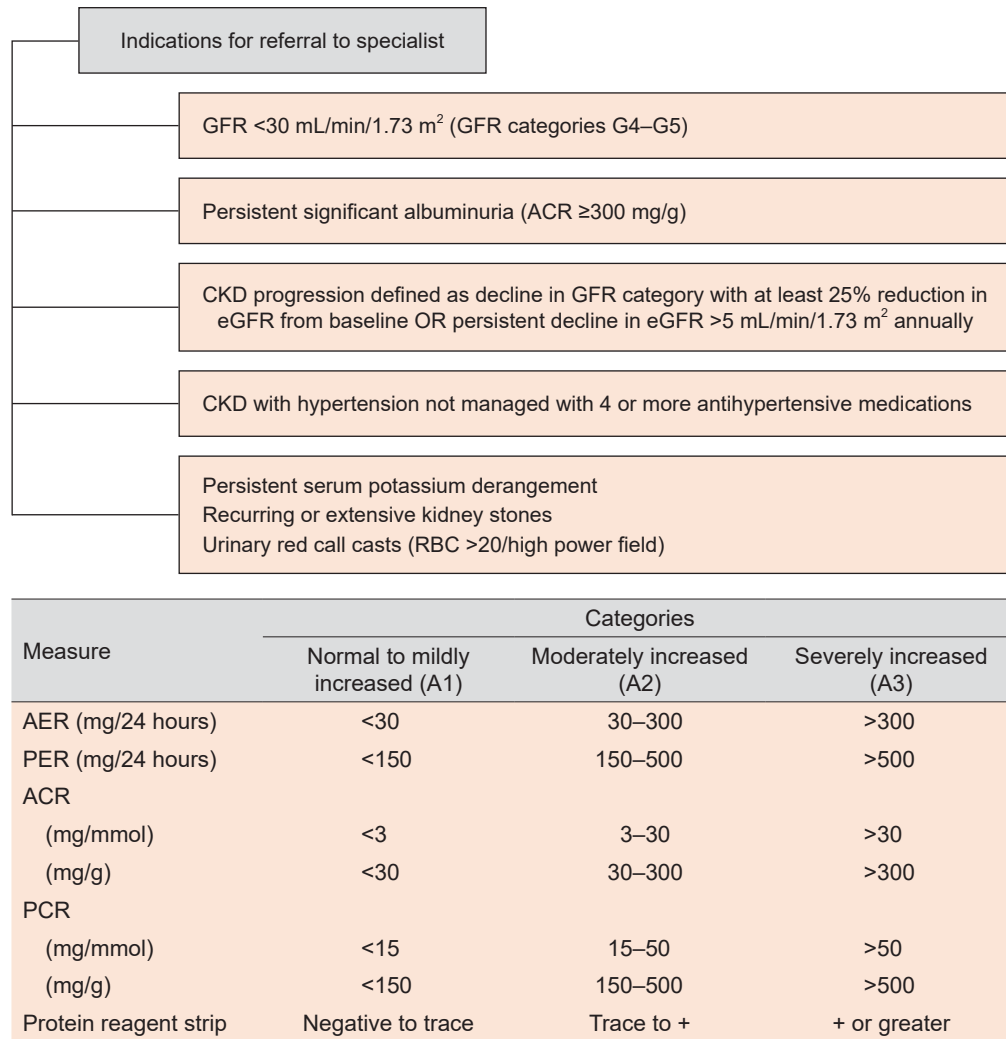 Indications for referral to specialist
GFR <30 mL/min/1.73 m² (GFR categories G4–G5)
Persistent significant albuminuria (ACR ≥300 mg/g)
CKD progression defined as decline in GFR category with at least 25% reduction in
eGFR from baseline OR persistent decline in eGFR >5 mL/min/1.73 m² annually
CKD with hypertension not managed with 4 or more antihypertensive medications
Persistent serum potassium derangement
Recurring or extensive kidney stones
Urinary red call casts (RBC >20/high power field)
Categories
Measure Normal to mildly increased (A1) Moderately increased (A2) Severely increased (A3)
AER (mg/24 hours) <30 30–300 >300
PER (mg/24 hours) <150 150–500 >500
ACR
(mg/mmol) <3 3–30 >30
(mg/g) <30 30–300 >300
PCR
(mg/mmol) <15 15–50 >50
(mg/g) <150 150–500 >500
Protein reagent strip Negative to trace Trace to + + or greater